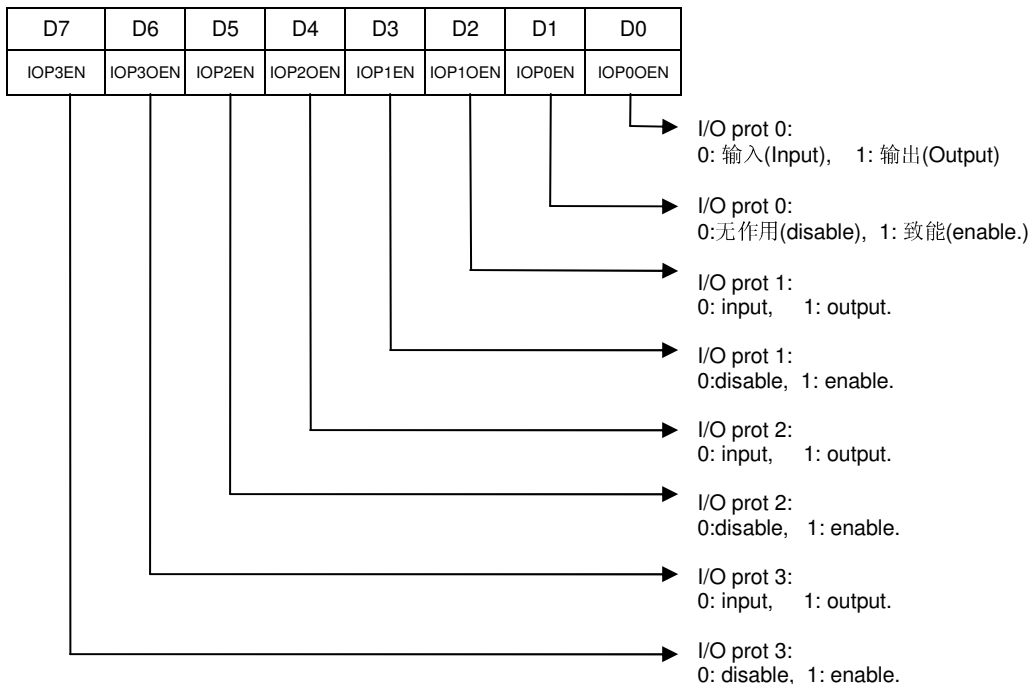 D7 D6 D5 D4 D3 D2 D1 D0
IOP3EN IOP3OEN IOP2EN IOP2OEN IOP1EN IOP1OEN IOP0EN IOP0OEN
I/O prot 0:
0: 输入(Input), 1: 输出(Output)
I/O prot 0:
0:无作用(disable), 1: 致能(enable.)
I/O prot 1:
0: input, 1: output.
I/O prot 1:
0:disable, 1: enable.
I/O prot 2:
0: input, 1: output.
I/O prot 2:
0:disable, 1: enable.
I/O prot 3:
0: input, 1: output.
I/O prot 3:
0: disable, 1: enable.